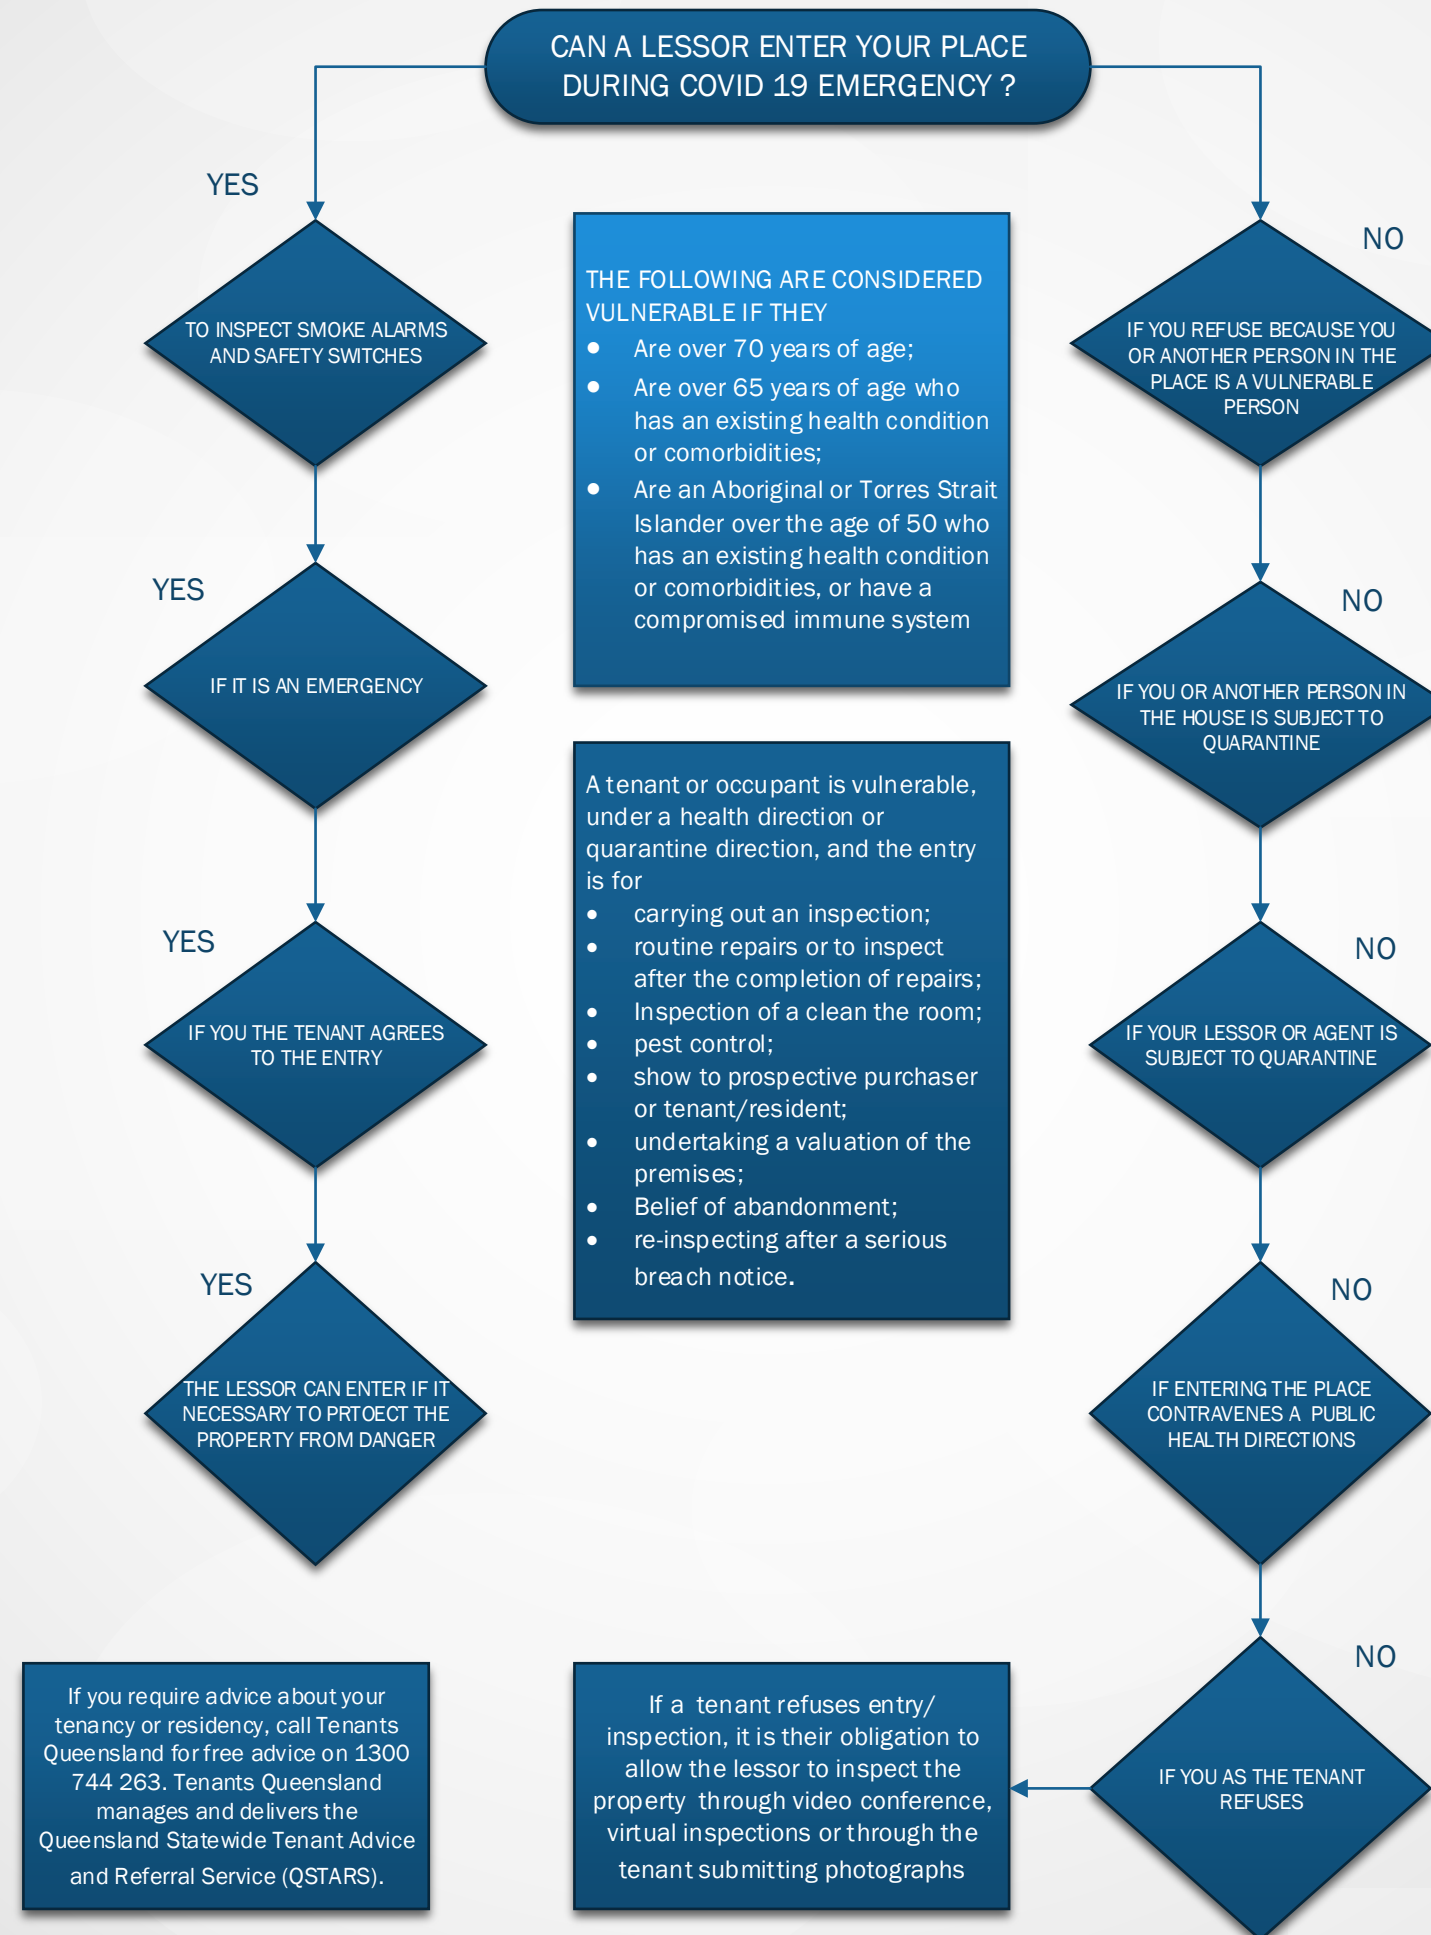 CAN A LESSOR ENTER YOUR PLACE
DURING COVID 19 EMERGENCY ?
YES
TO INSPECT SMOKE ALARMS
AND SAFETY SWITCHES
YES
IF IT IS AN EMERGENCY
YES
IF YOU THE TENANT AGREES
TO THE ENTRY
YES
THE LESSOR CAN ENTER IF IT
NECESSARY TO PRTOECT THE
PROPERTY FROM DANGER
If you require advice about your
tenancy or residency, call Tenants
Queensland for free advice on 1300
744 263. Tenants Queensland
manages and delivers the
Queensland Statewide Tenant Advice
and Referral Service (QSTARS).
THE FOLLOWING ARE CONSIDERED
VULNERABLE IF THEY
● Are over 70 years of age;
● Are over 65 years of age who
has an existing health condition
or comorbidities;
● Are an Aboriginal or Torres Strait
Islander over the age of 50 who
has an existing health condition
or comorbidities, or have a
compromised immune system
A tenant or occupant is vulnerable,
under a health direction or
quarantine direction, and the entry
is for
• carrying out an inspection;
• routine repairs or to inspect
after the completion of repairs;
• Inspection of a clean the room;
• pest control;
• show to prospective purchaser
or tenant/resident;
• undertaking a valuation of the
premises;
• Belief of abandonment;
• re-inspecting after a serious
breach notice.
NO
IF YOU REFUSE BECAUSE YOU
OR ANOTHER PERSON IN THE
PLACE IS A VULNERABLE
PERSON
NO
IF YOU OR ANOTHER PERSON IN
THE HOUSE IS SUBJECT TO
QUARANTINE
NO
IF YOUR LESSOR OR AGENT IS
SUBJECT TO QUARANTINE
NO
IF ENTERING THE PLACE
CONTRAVENES A PUBLIC
HEALTH DIRECTIONS
NO
IF YOU AS THE TENANT
REFUSES
If a tenant refuses entry/
inspection, it is their obligation to
allow the lessor to inspect the
property through video conference,
virtual inspections or through the
tenant submitting photographs